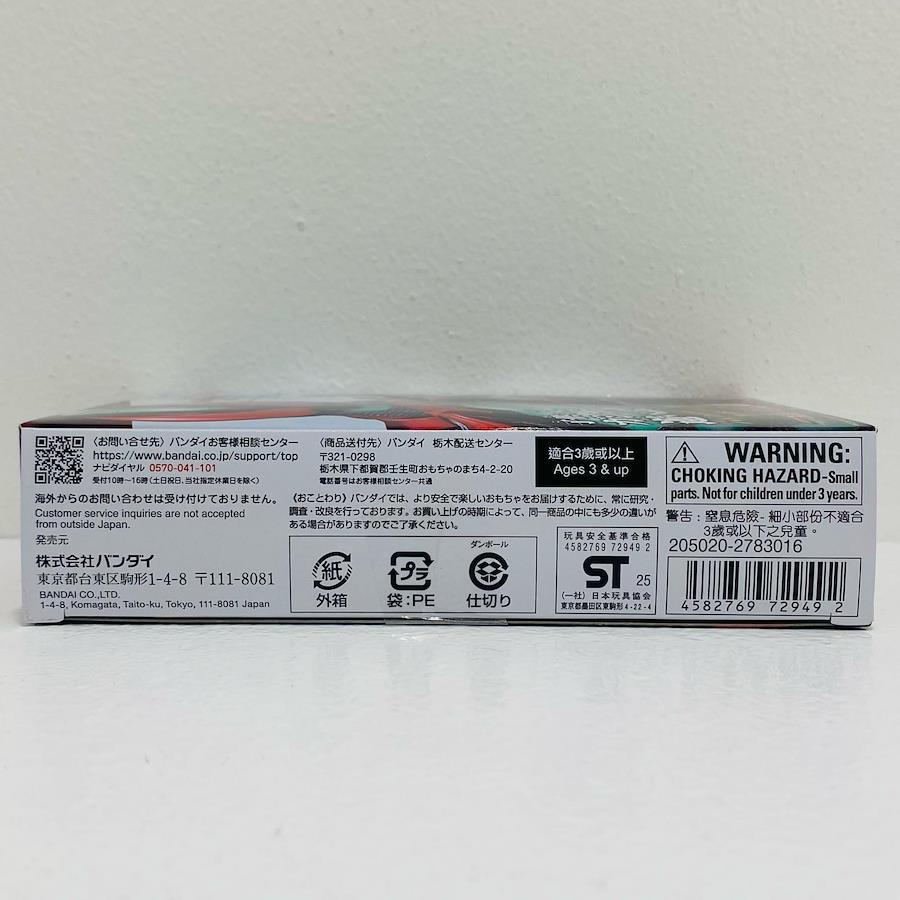 〈お問い合せ先〉バンダイお客様相談センター
https://www.bandai.co.jp/support/top
ナビダイヤル 0570-041-101
受付10時〜16時(土日祝日、当社指定休業日を除く)
海外からのお問い合わせは受け付けておりません。
Customer service inquiries are not accepted
from outside Japan.
発売元
株式会社バンダイ
東京都台東区駒形1-4-8 〒111-8081
BANDAI CO.,LTD.
1-4-8, Komagata, Taito-ku, Tokyo, 111-8081 Japan
〈商品送付先〉バンダイ 栃木配送センター
〒321-0298
栃木県下都賀郡壬生町おもちゃのまち4-2-20
電話番号はお客様相談センター共通
《おことわり》バンダイでは、より安全で楽しいおもちゃをお届けするために、常に研究・
調査・改良を行っております。お買い上げの時期によって、同一商品の中にも多少の違いが
ある場合がありますのでご了承ください。
紙
外箱
プラ
袋:PE
ダンボール
仕切り
適合3歳或以上
Ages 3 & up
玩具安全基準合格
4582769 72949 2
ST 25
(一社)日本玩具協会
東京都墨田区東駒形4-22-4
WARNING:
CHOKING HAZARD-Small
parts. Not for children under 3 years.
警告:窒息危險-細小部份不適合
3歲或以下之兒童。
205020-2783016
4582769 72949 2